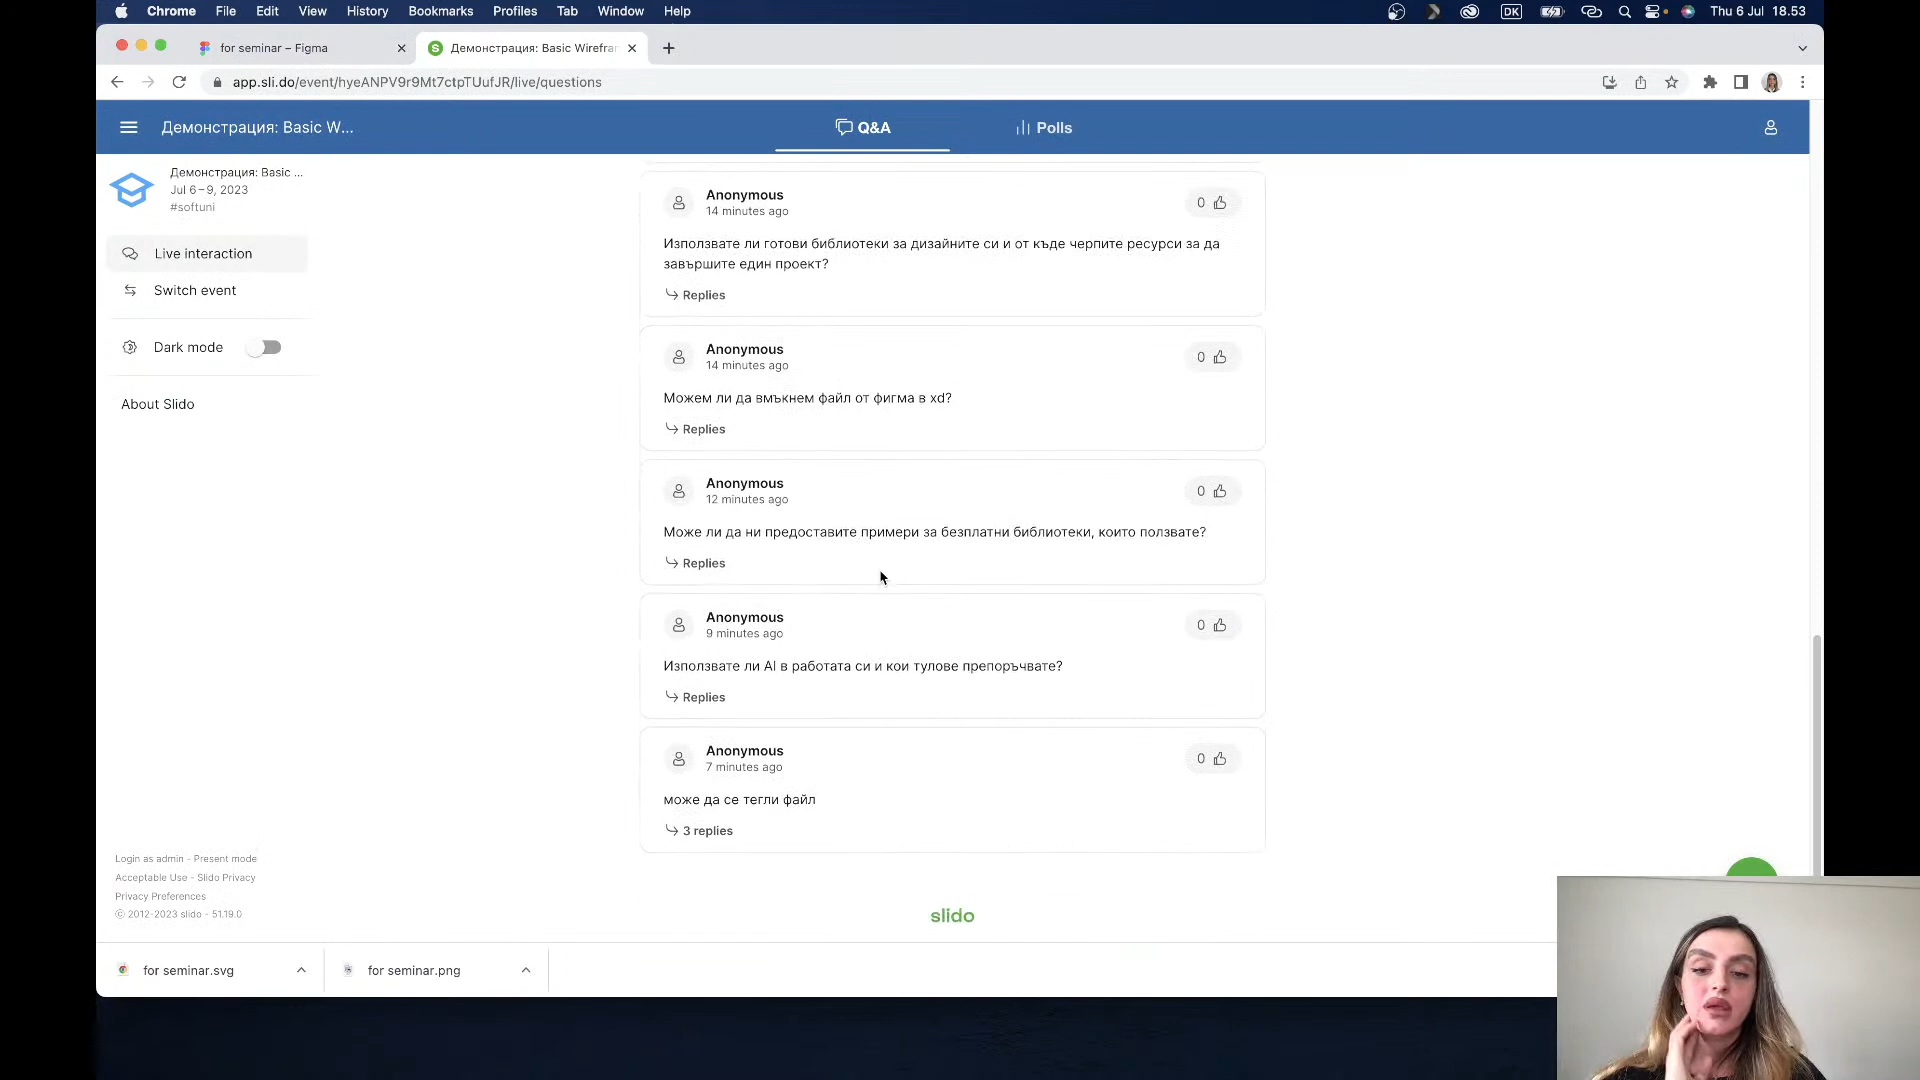 Chrome File Edit View History Bookmarks Profiles Tab Window Help DK Thu 6 Jul 18.53
for seminar – Figma
Демонстрация: Basic Wirefra
app.sli.do/event/hyeANPV9r9Mt7ctpTUufJR/live/questions
Демонстрация: Basic W...
Q&A
Polls
Демонстрация: Basic ...
Jul 6 – 9, 2023
#softuni
Live interaction
Switch event
Dark mode
About Slido
Anonymous
14 minutes ago
0
Използвате ли готови библиотеки за дизайните си и от къде черпите ресурси за да
завършите един проект?
Replies
Anonymous
14 minutes ago
0
Можем ли да вмъкнем файл от фигма в xd?
Replies
Anonymous
12 minutes ago
0
Може ли да ни предоставите примери за безплатни библиотеки, които ползвате?
Replies
Anonymous
9 minutes ago
0
Използвате ли AI в работата си и кои тулове препоръчвате?
Replies
Anonymous
7 minutes ago
0
може да се тегли файл
3 replies
Login as admin - Present mode
Acceptable Use - Slido Privacy
Privacy Preferences
© 2012-2023 slido - 51.19.0
slido
for seminar.svg
for seminar.png